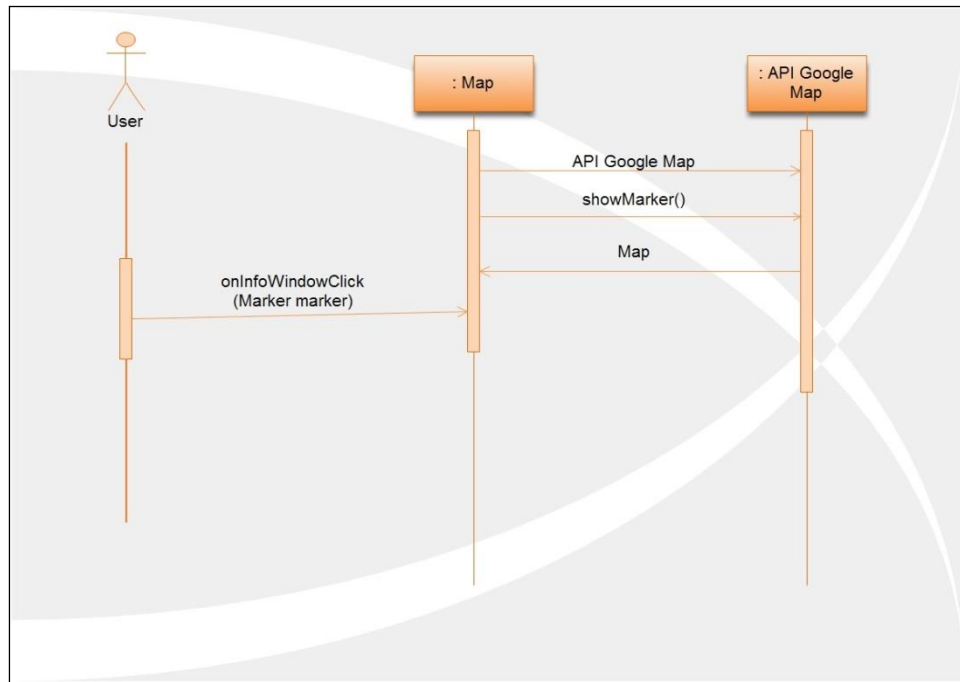 : Map
: API Google
Map
User
API Google Map
showMarker()
Map
onInfoWindowClick
(Marker marker)